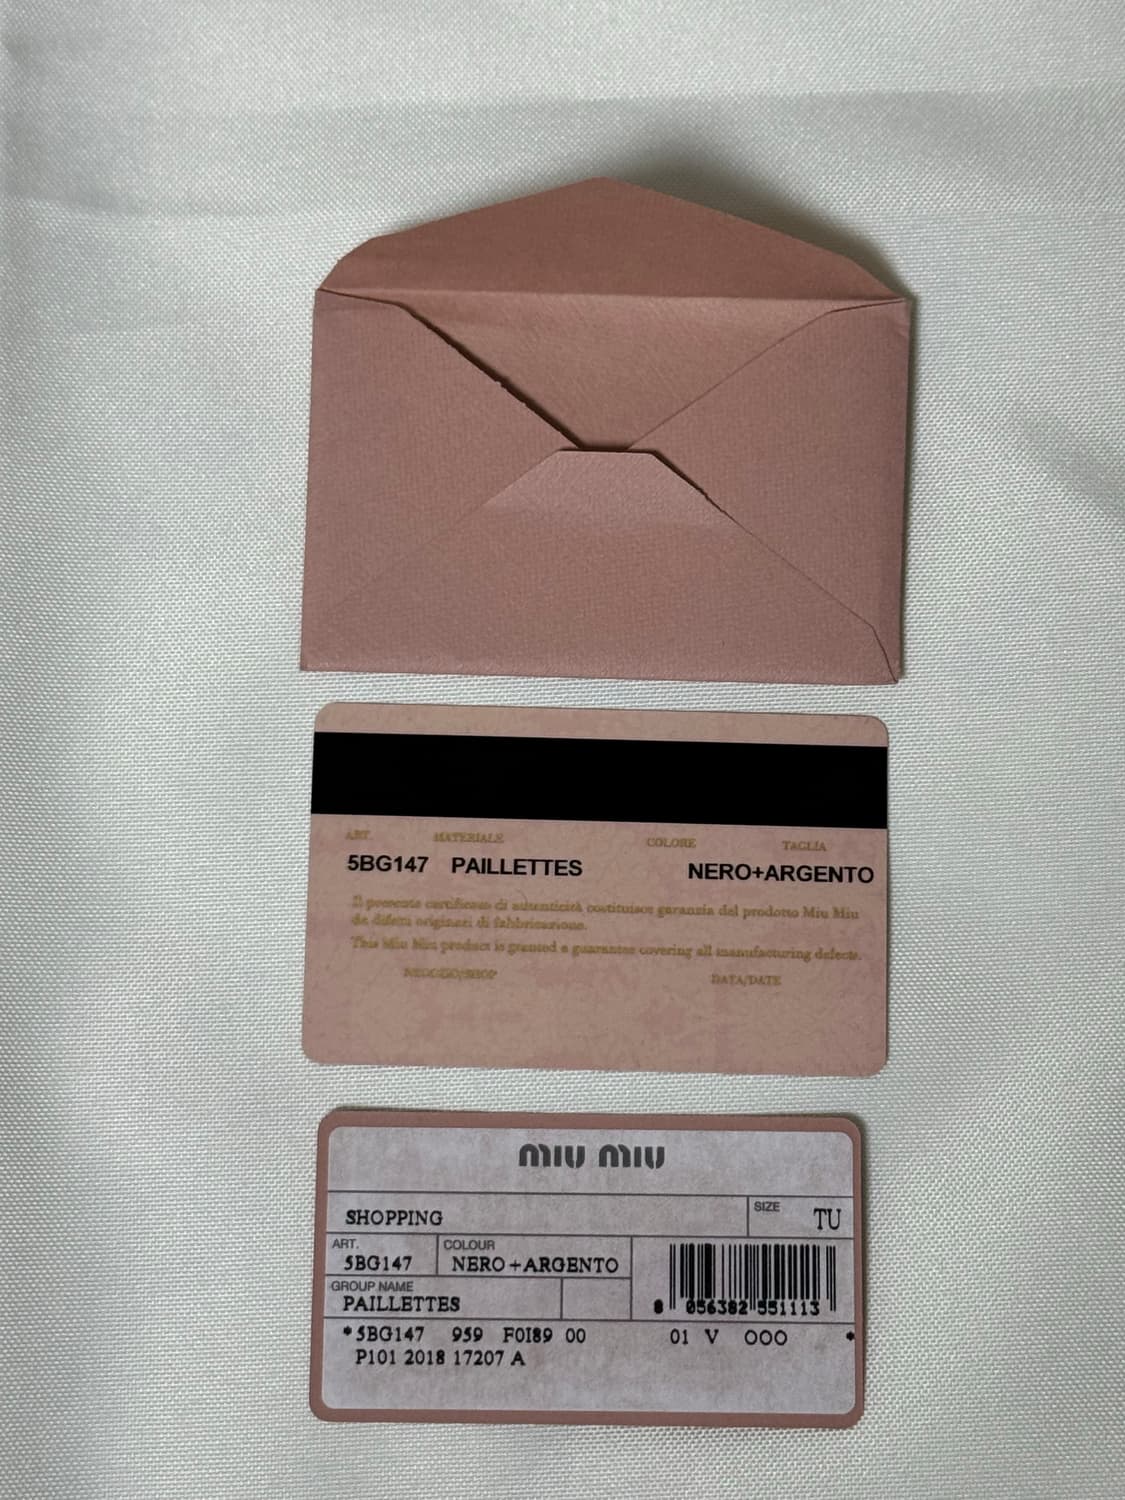 ART. MATERIALE COLORE TAGLIA
5BG147 PAILLETTES NERO+ARGENTO
Il presente certificato di autenticità costituisce garanzia del prodotto Miu Miu
da difetti originari di fabbricazione.
This Miu Miu product is granted a guarantee covering all manufacturing defects.
NEGOZIO/SHOP DATA/DATE
MIU MIU
SHOPPING SIZE TU
ART. COLOUR
5BG147 NERO+ARGENTO
GROUP NAME
PAILLETTES
8 056382 551113
*5BG147 959 F0I89 00 01 V OOO *
P101 2018 17207 A